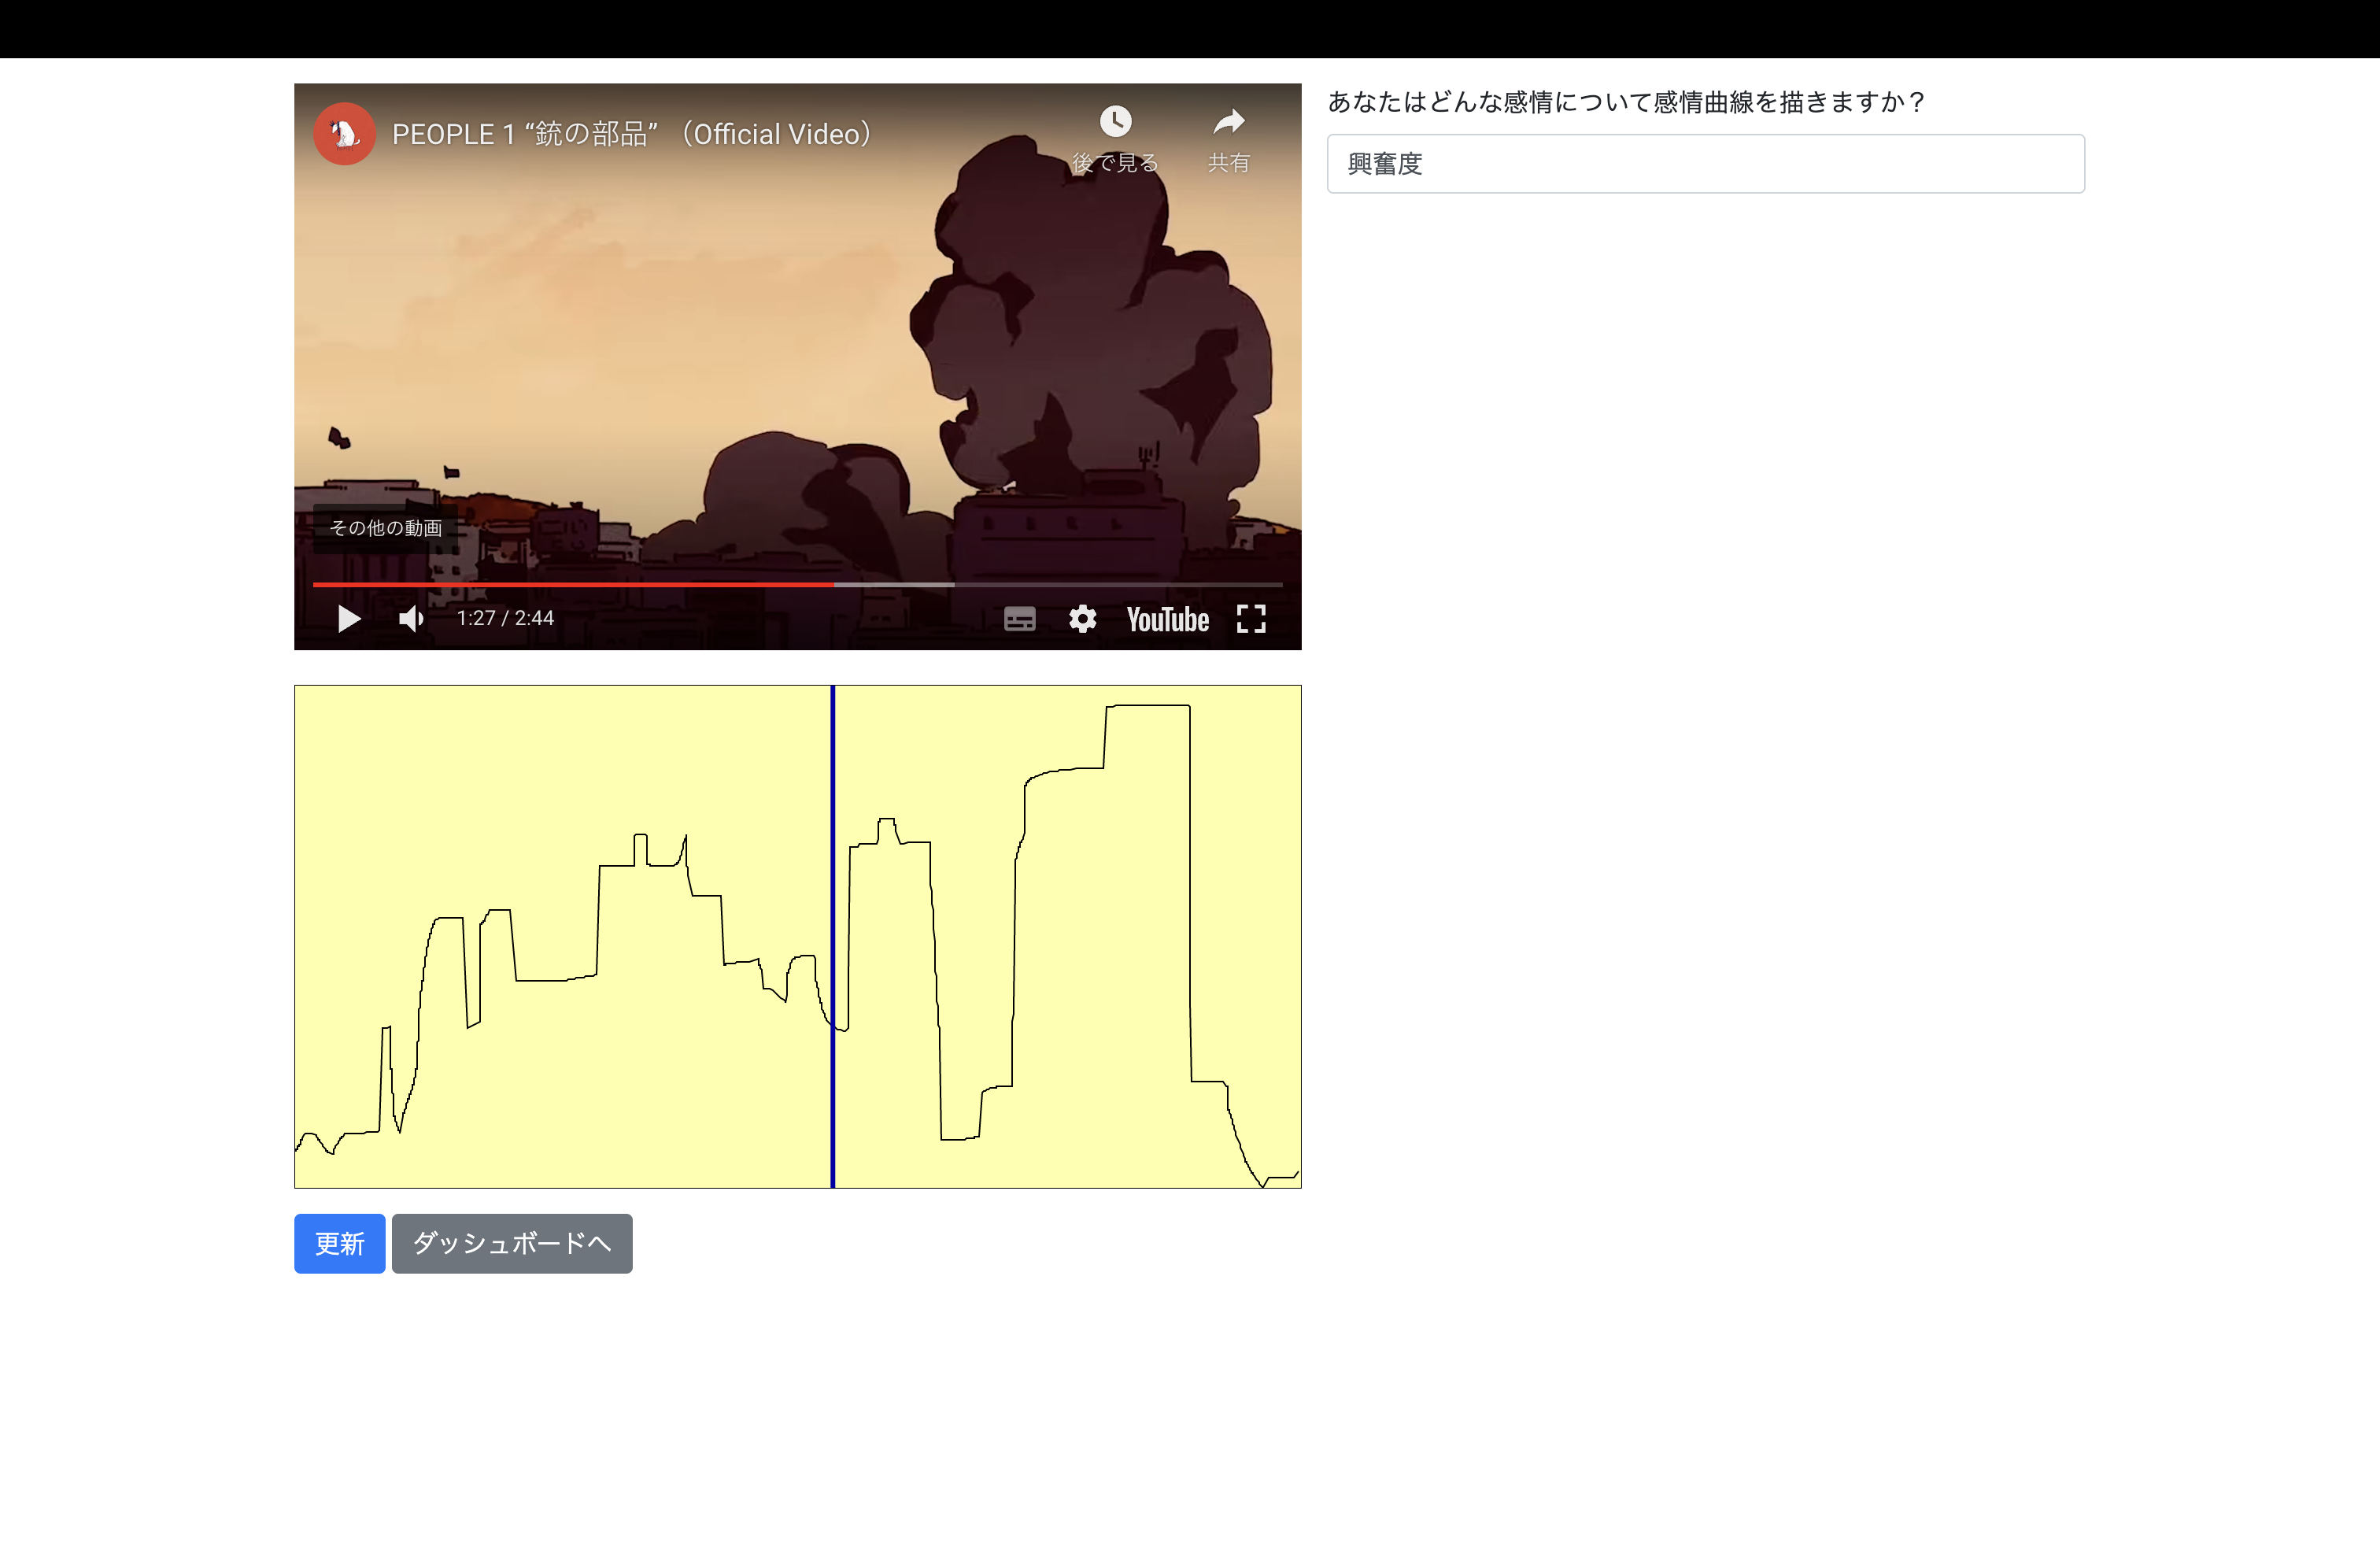 PEOPLE 1 “銃の部品” （Official Video）
後で見る
共有
その他の動画
1:27 / 2:44
YouTube
あなたはどんな感情について感情曲線を描きますか？
興奮度
更新
ダッシュボードへ